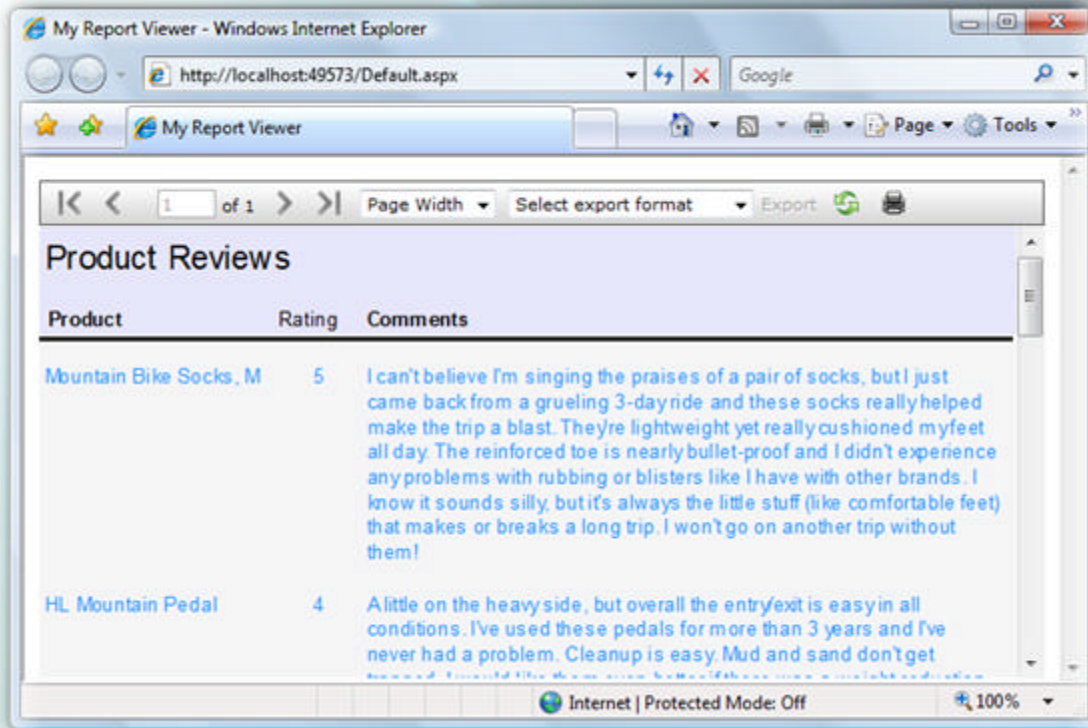 My Report Viewer - Windows Internet Explorer
http://localhost:49573/Default.aspx
Google
My Report Viewer
Page
Tools
1 of 1
Page Width
Select export format
Export
Product Reviews
Product Rating Comments
Mountain Bike Socks, M 5 I can't believe I'm singing the praises of a pair of socks, but I just
came back from a grueling 3-day ride and these socks really helped
make the trip a blast. They're lightweight yet really cushioned my feet
all day. The reinforced toe is nearly bullet-proof and I didn't experience
any problems with rubbing or blisters like I have with other brands. I
know it sounds silly, but it's always the little stuff (like comfortable feet)
that makes or breaks a long trip. I won't go on another trip without
them!
HL Mountain Pedal 4 A little on the heavy side, but overall the entry/exit is easy in all
conditions. I've used these pedals for more than 3 years and I've
never had a problem. Cleanup is easy. Mud and sand don't get
Internet | Protected Mode: Off
100%